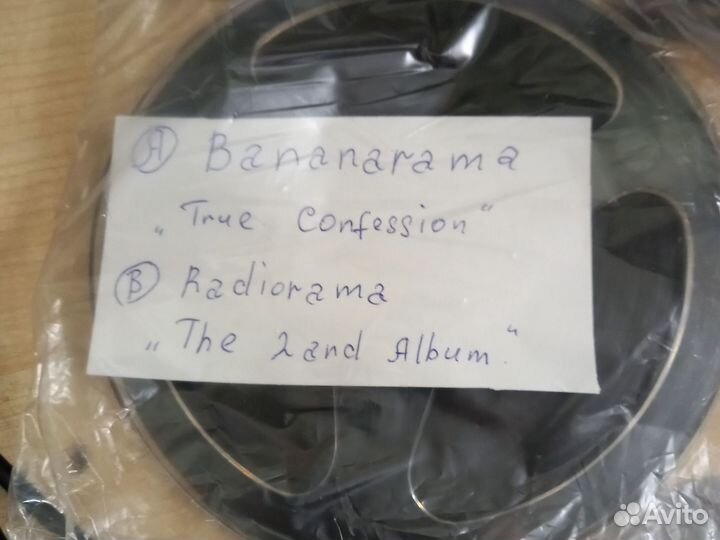 Ⓐ Bananarama
„True Confession"
Ⓑ Radiorama
„The 2and Album."
Avito